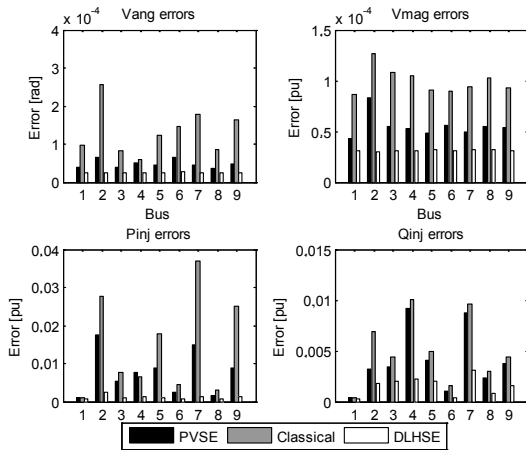 Vang errors
x 10⁻⁴
Error [rad]
4
3
2
1
0
1 2 3 4 5 6 7 8 9
Bus
Vmag errors
x 10⁻⁴
Error [pu]
1.5
1
0.5
0
1 2 3 4 5 6 7 8 9
Bus
Pinj errors
Error [pu]
0.04
0.03
0.02
0.01
0
1 2 3 4 5 6 7 8 9
Qinj errors
Error [pu]
0.015
0.01
0.005
0
1 2 3 4 5 6 7 8 9
PVSE Classical DLHSE